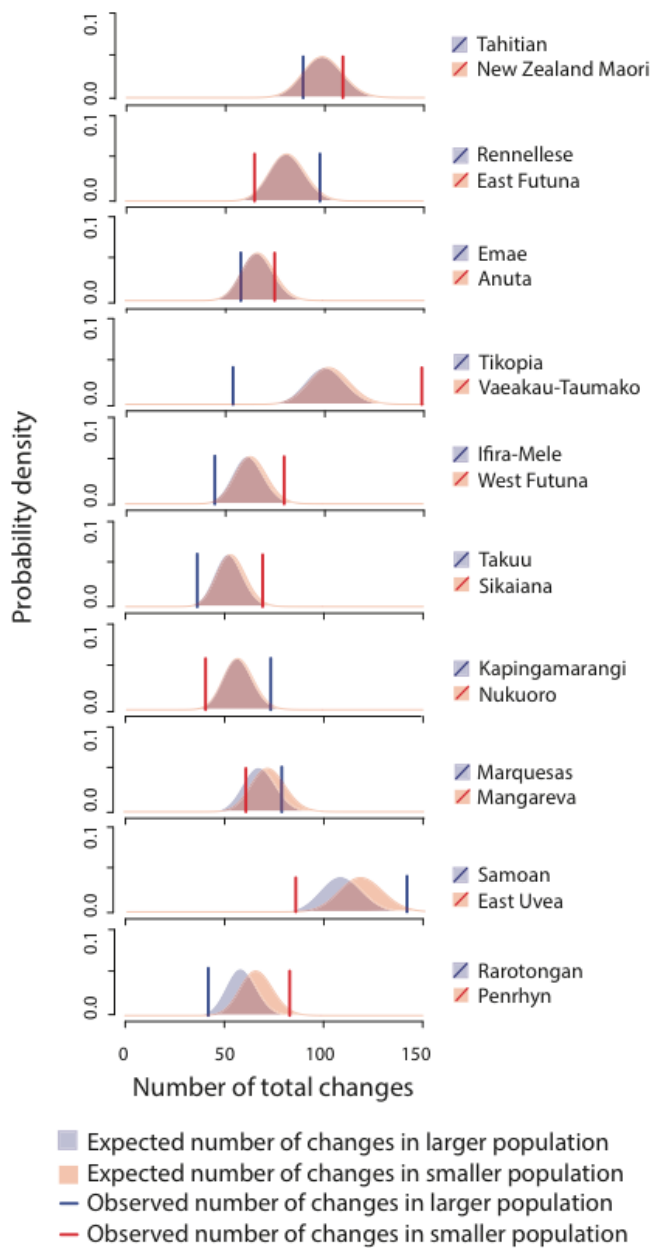 0.1
0.0
Tahitian
New Zealand Maori
0.1
0.0
Rennellese
East Futuna
0.1
0.0
Emae
Anuta
0.1
0.0
Tikopia
Vaeakau-Taumako
0.1
0.0
Ifira-Mele
West Futuna
0.1
0.0
Takuu
Sikaiana
0.1
0.0
Kapingamarangi
Nukuoro
0.1
0.0
Marquesas
Mangareva
0.1
0.0
Samoan
East Uvea
0.1
0.0
Rarotongan
Penrhyn
Probability density
0 50 100 150
Number of total changes
Expected number of changes in larger population
Expected number of changes in smaller population
Observed number of changes in larger population
Observed number of changes in smaller population